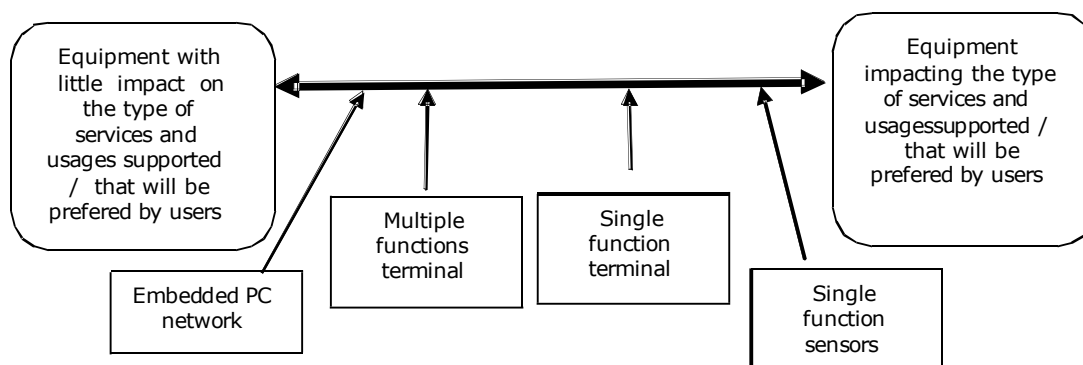 Equipment with
little impact on
the type of
services and
usages supported
/ that will be
prefered by users
Equipment
impacting the type
of services and
usagessupported /
that will be
prefered by users
Multiple
functions
terminal
Single
function
terminal
Embedded PC
network
Single
function
sensors